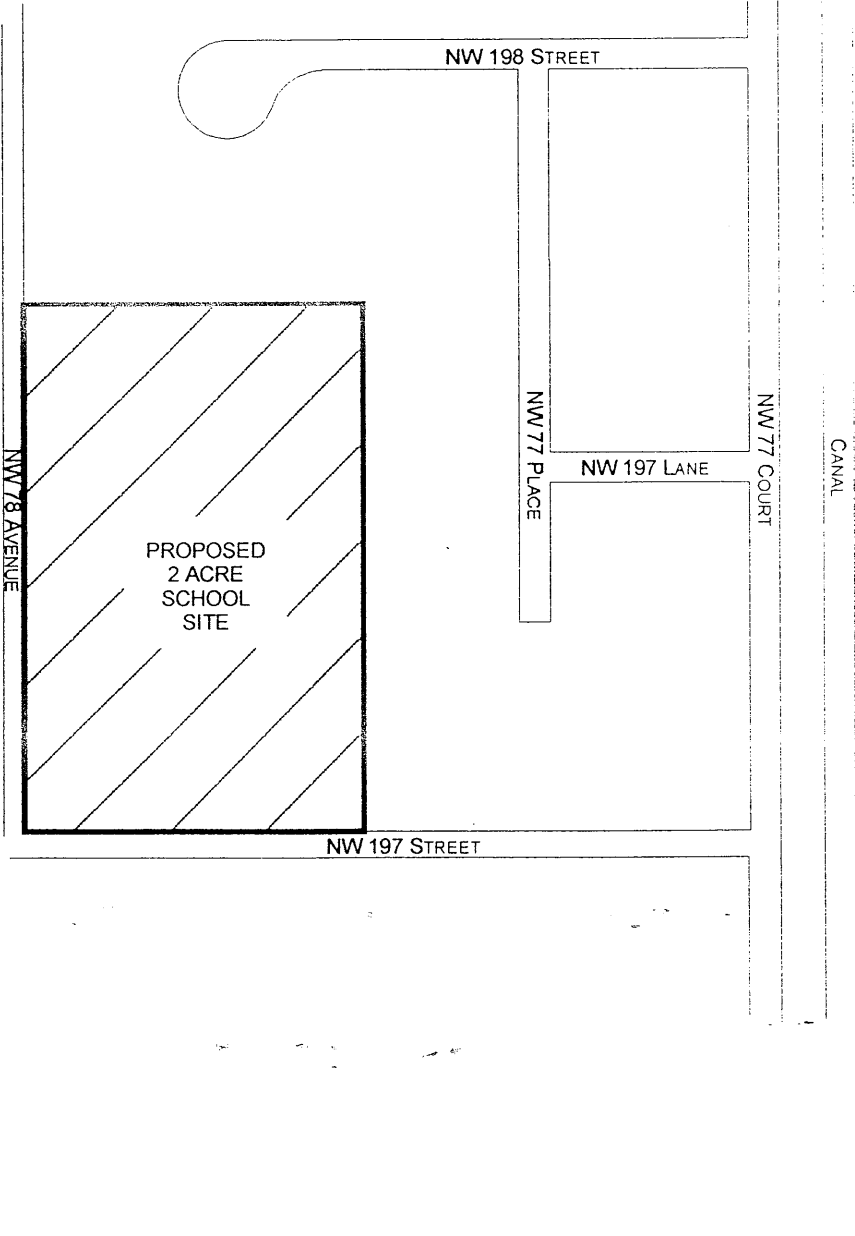 NW 198 STREET
NW 77 PLACE
NW 77 COURT
CANAL
NW 197 LANE
NW 78 AVENUE
PROPOSED
2 ACRE
SCHOOL
SITE
NW 197 STREET